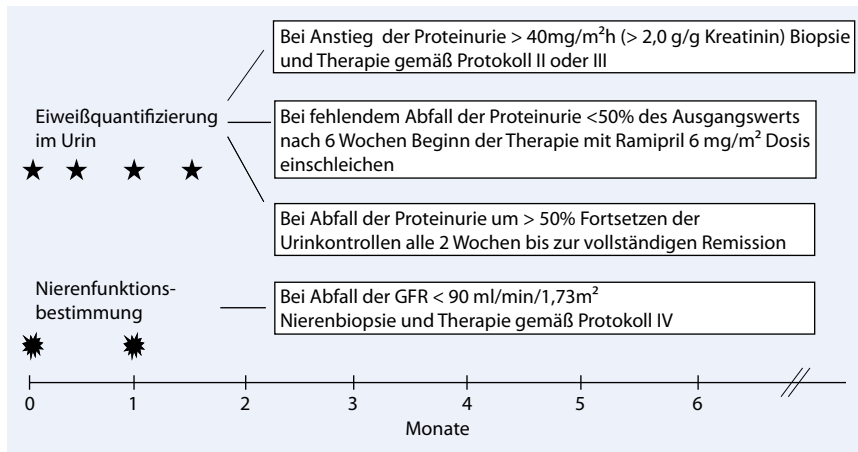 Bei Anstieg der Proteinurie > 40mg/m²h (> 2,0 g/g Kreatinin) Biopsie
und Therapie gemäß Protokoll II oder III
Eiweißquantifizierung
im Urin
Bei fehlendem Abfall der Proteinurie <50% des Ausgangswerts
nach 6 Wochen Beginn der Therapie mit Ramipril 6 mg/m² Dosis
einschleichen
Bei Abfall der Proteinurie um > 50% Fortsetzen der
Urinkontrollen alle 2 Wochen bis zur vollständigen Remission
Nierenfunktions-
bestimmung
Bei Abfall der GFR < 90 ml/min/1,73m²
Nierenbiopsie und Therapie gemäß Protokoll IV
0 1 2 3 4 5 6
Monate